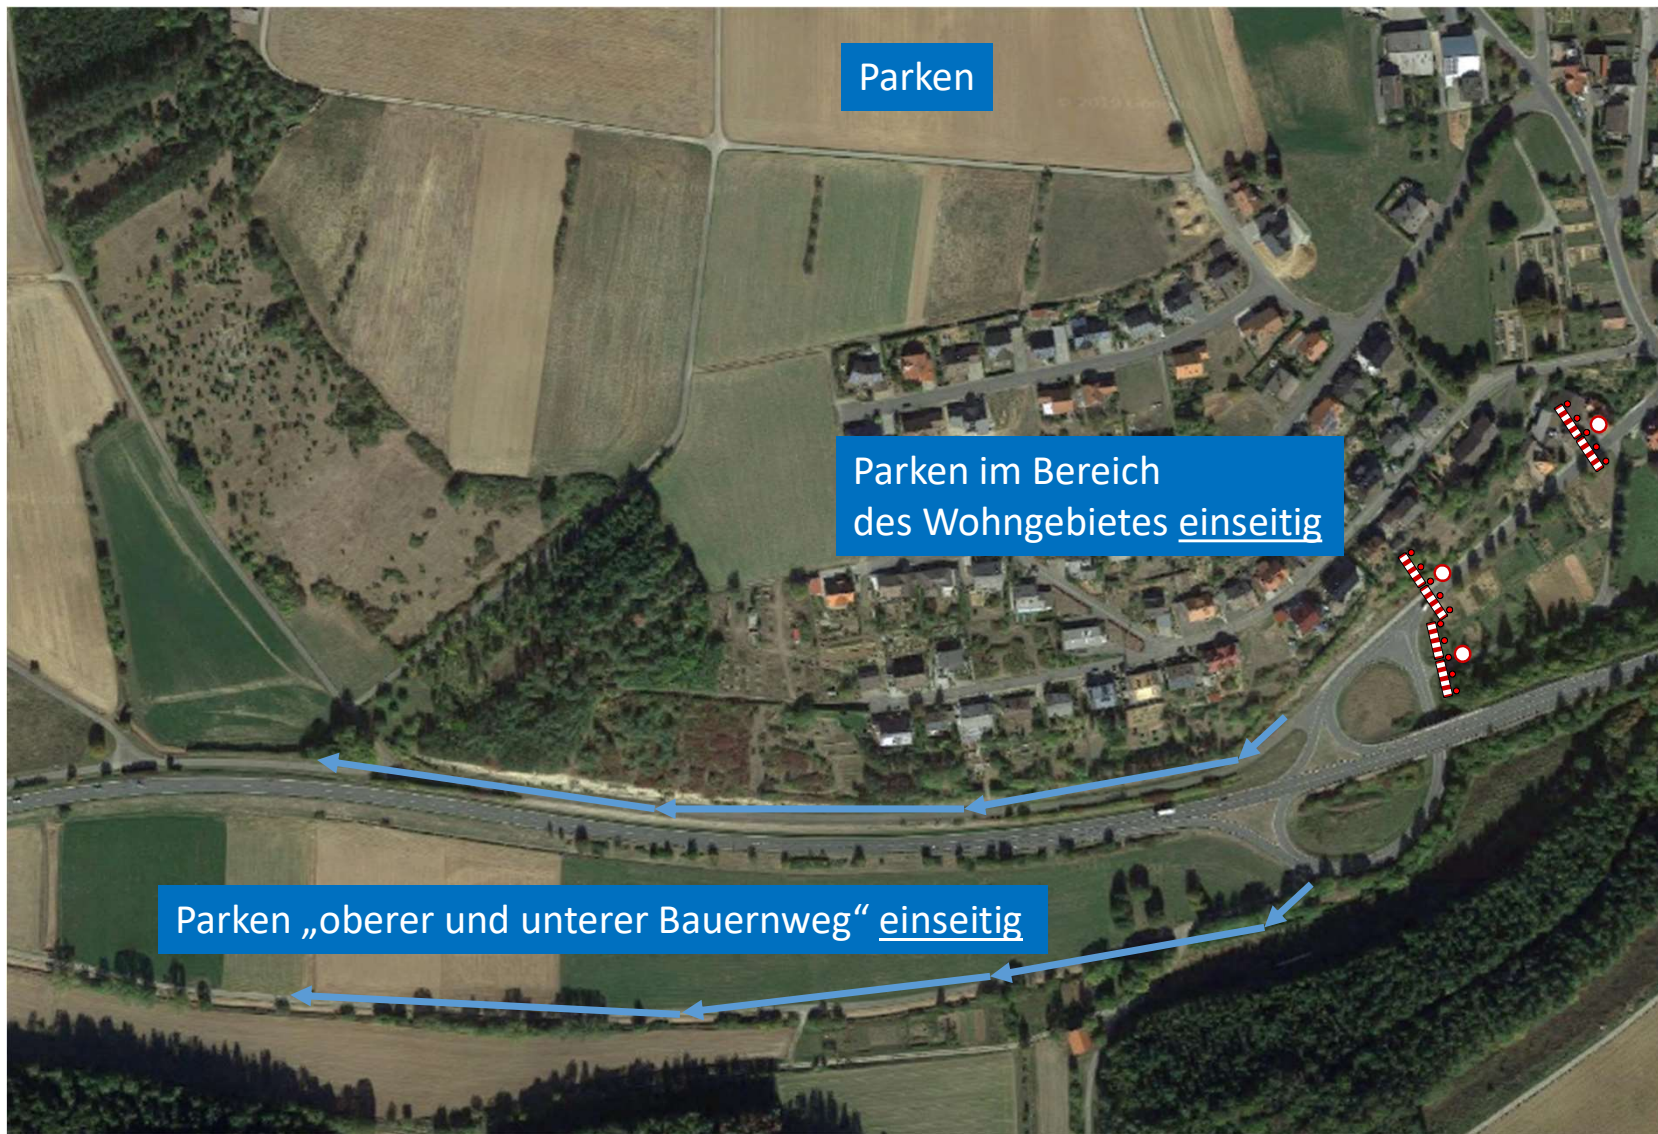 Parken
Parken im Bereich
des Wohngebietes einseitig
Parken „oberer und unterer Bauernweg“ einseitig